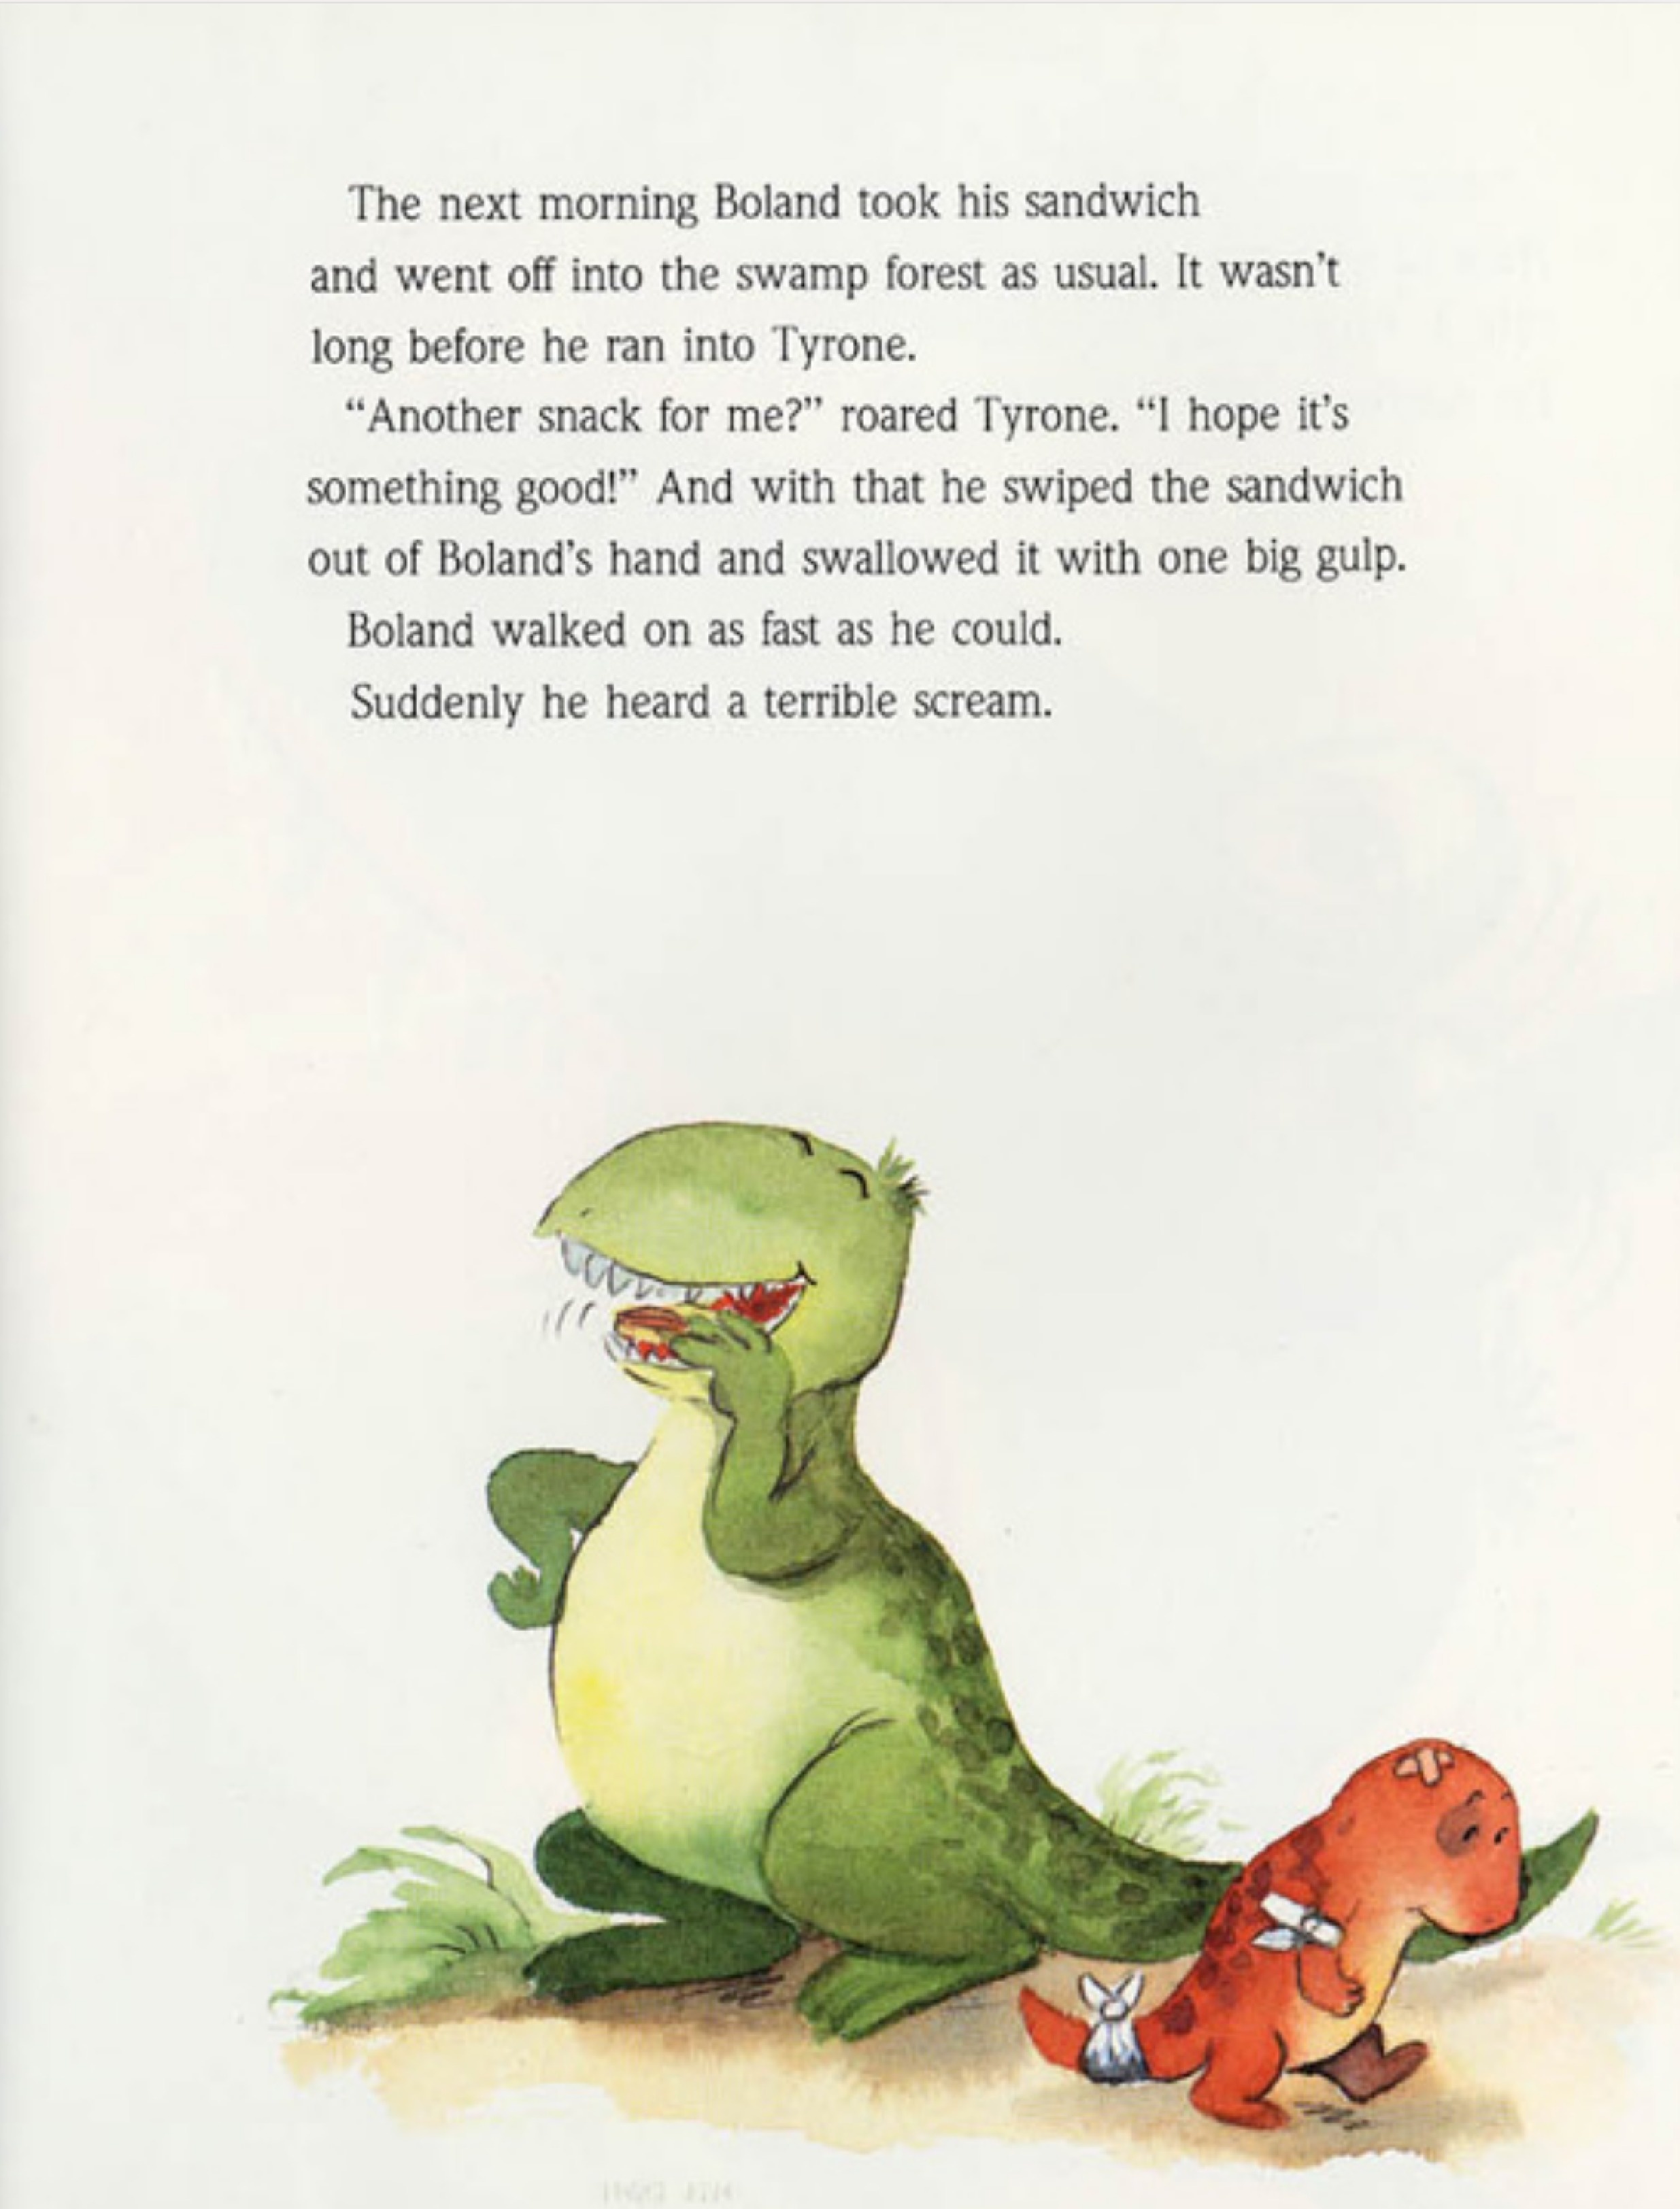 The next morning Boland took his sandwich
and went off into the swamp forest as usual. It wasn't
long before he ran into Tyrone.
“Another snack for me?” roared Tyrone. “I hope it's
something good!” And with that he swiped the sandwich
out of Boland's hand and swallowed it with one big gulp.
Boland walked on as fast as he could.
Suddenly he heard a terrible scream.